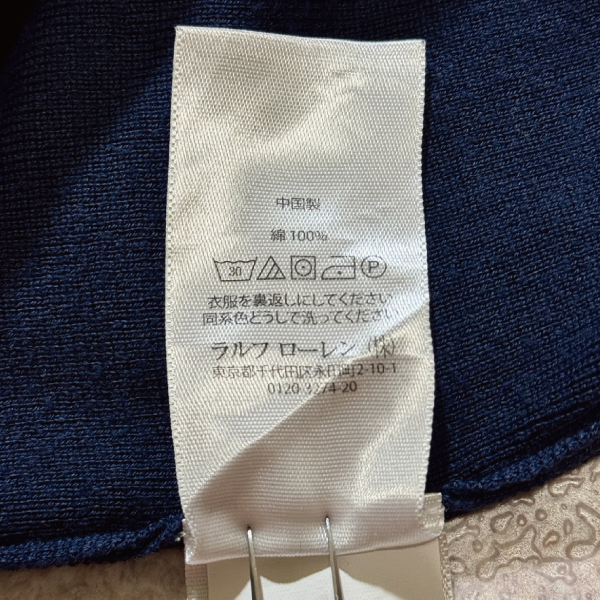 中国製
綿 100%
30 P
衣服を裏返しにしてください
同系色どうしで洗ってください
ラルフ ローレン (株)
東京都千代田区永田町2-10-1
0120 3274-20